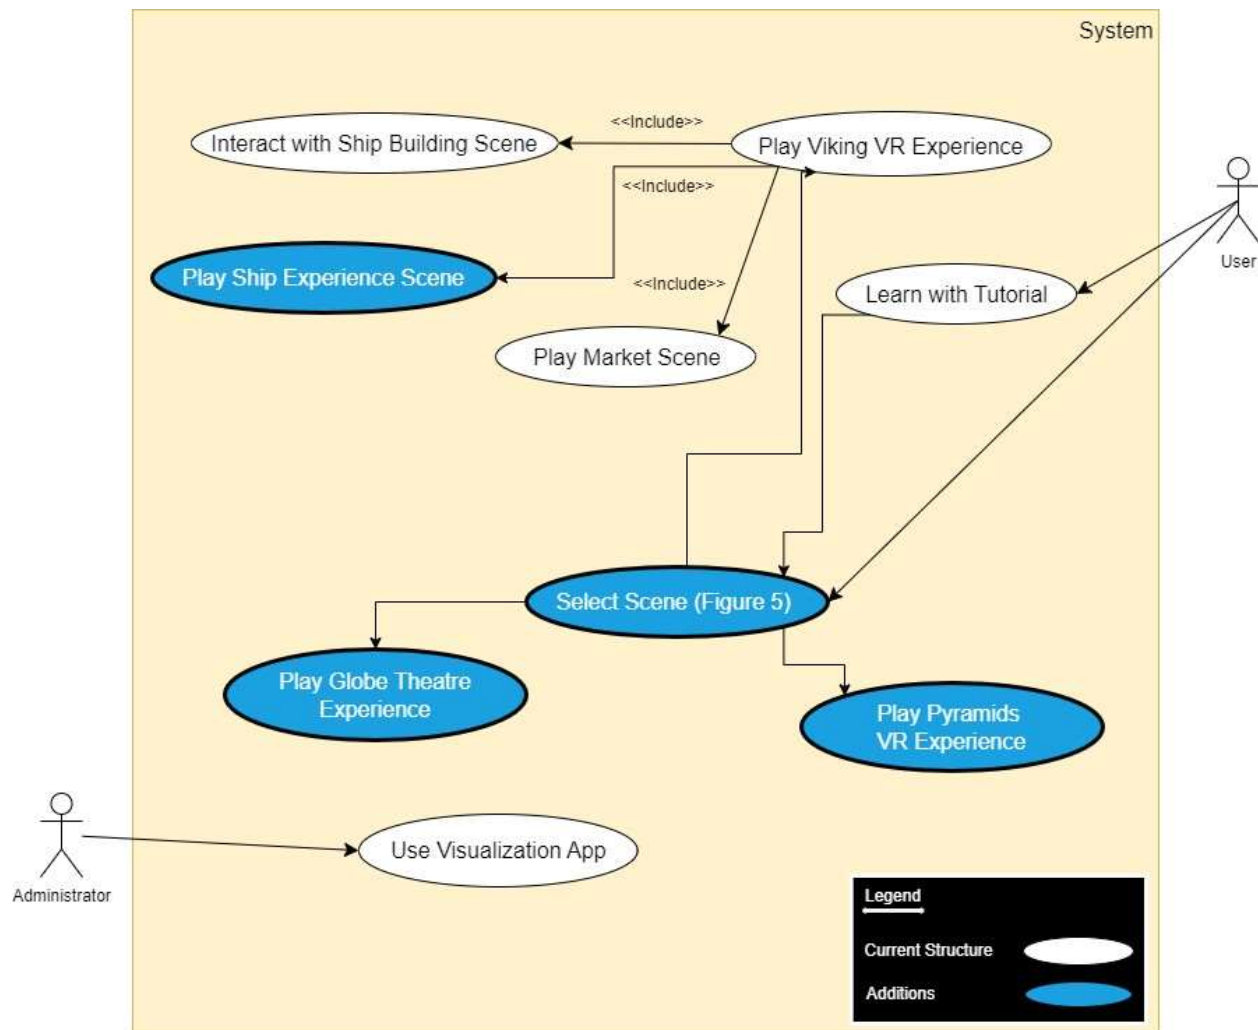 System
<<Include>>
Interact with Ship Building Scene
Play Viking VR Experience
<<Include>>
User
Play Ship Experience Scene
<<Include>>
Learn with Tutorial
Play Market Scene
Select Scene (Figure 5)
Play Globe Theatre
Experience
Play Pyramids
VR Experience
Use Visualization App
Administrator
Legend
Current Structure
Additions